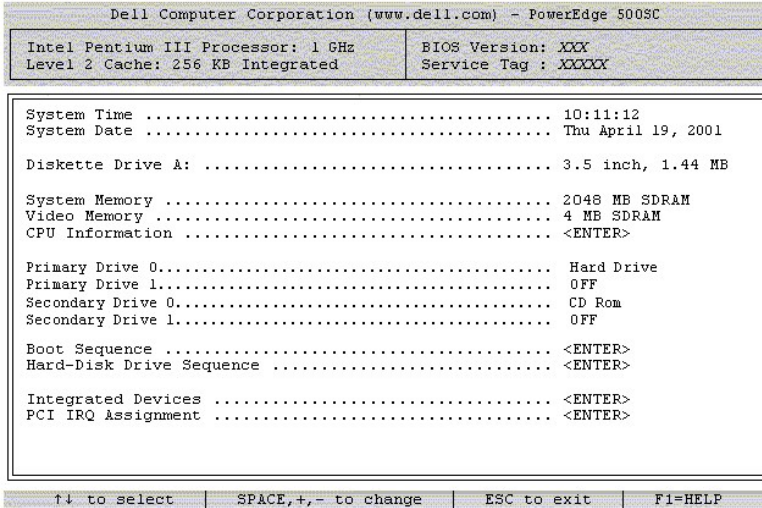 Dell Computer Corporation (www.dell.com) - PowerEdge 500SC
Intel Pentium III Processor: 1 GHz
Level 2 Cache: 256 KB Integrated
BIOS Version: XXX
Service Tag : XXXXX
System Time ............................................ 10:11:12
System Date ............................................ Thu April 19, 2001
Diskette Drive A: ...................................... 3.5 inch, 1.44 MB
System Memory .......................................... 2048 MB SDRAM
Video Memory ........................................... 4 MB SDRAM
CPU Information ........................................ <ENTER>
Primary Drive 0........................................... Hard Drive
Primary Drive 1........................................... OFF
Secondary Drive 0......................................... CD Rom
Secondary Drive 1......................................... OFF
Boot Sequence .......................................... <ENTER>
Hard-Disk Drive Sequence ............................... <ENTER>
Integrated Devices ..................................... <ENTER>
PCI IRQ Assignment ..................................... <ENTER>
↑↓ to select | SPACE,+,- to change | ESC to exit | F1=HELP